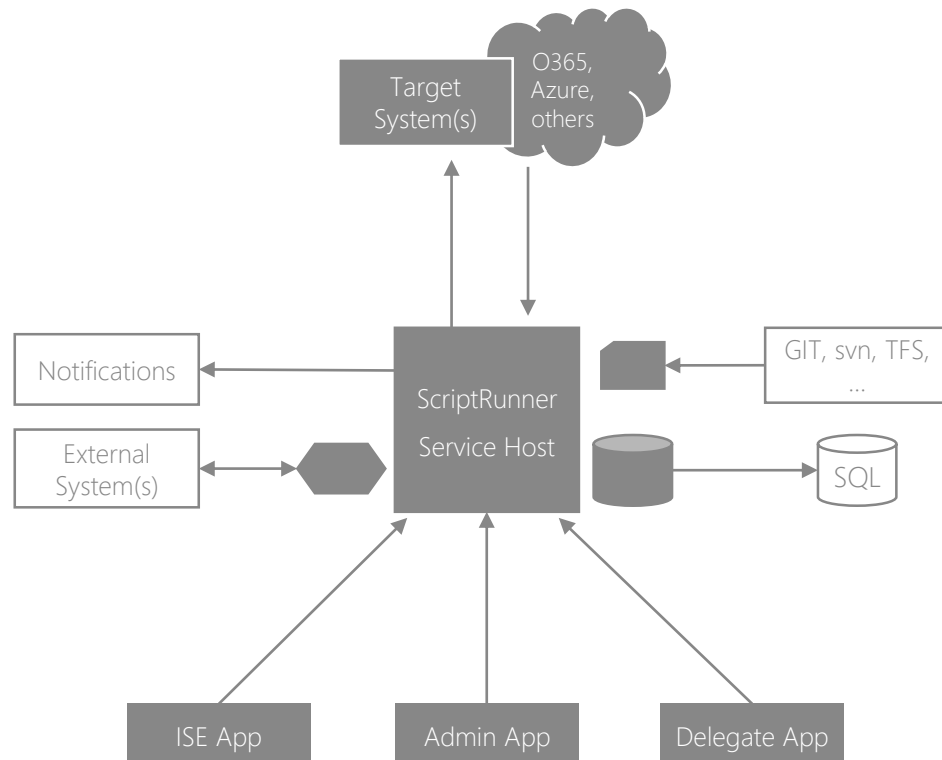 Target
System(s)
O365,
Azure,
others
Notifications
ScriptRunner
Service Host
GIT, svn, TFS,
...
External
System(s)
SQL
ISE App
Admin App
Delegate App